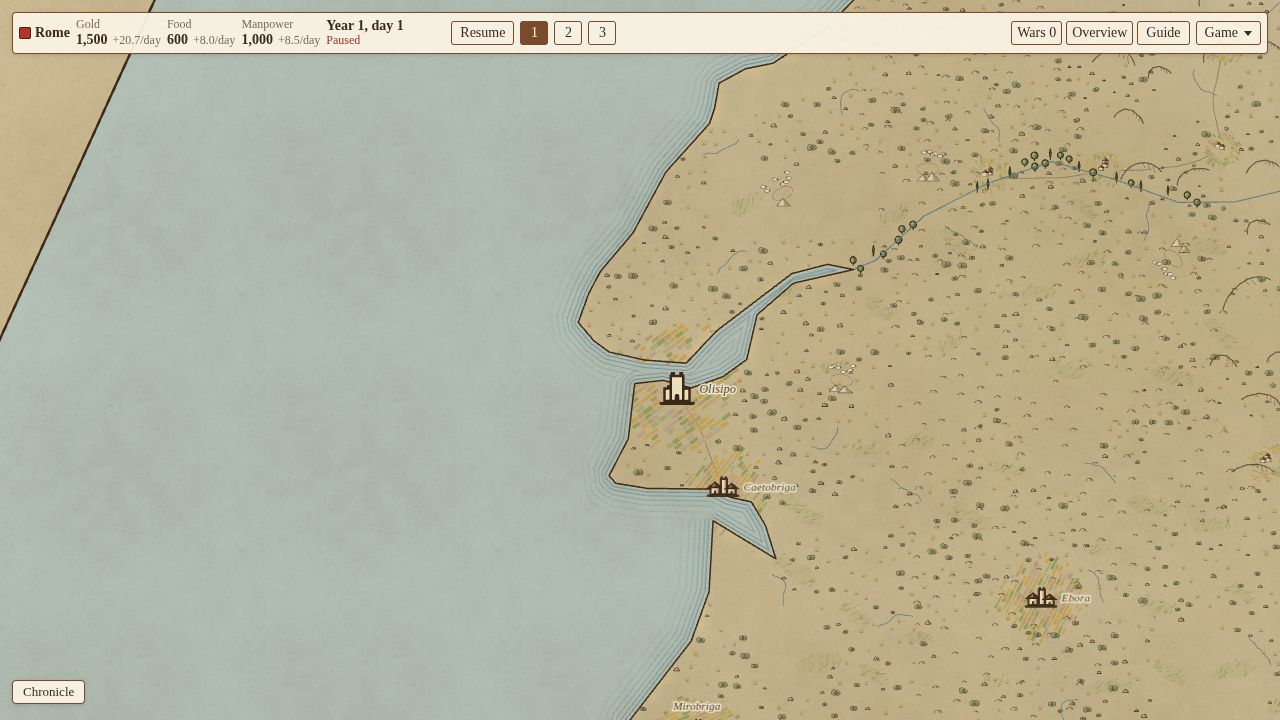 Rome
Gold
1,500 +20.7/day
Food
600 +8.0/day
Manpower
1,000 +8.5/day
Year 1, day 1
Paused
Resume
1
2
3
Wars 0
Overview
Guide
Game
Olisipo
Caetobriga
Ebora
Mirobriga
Chronicle